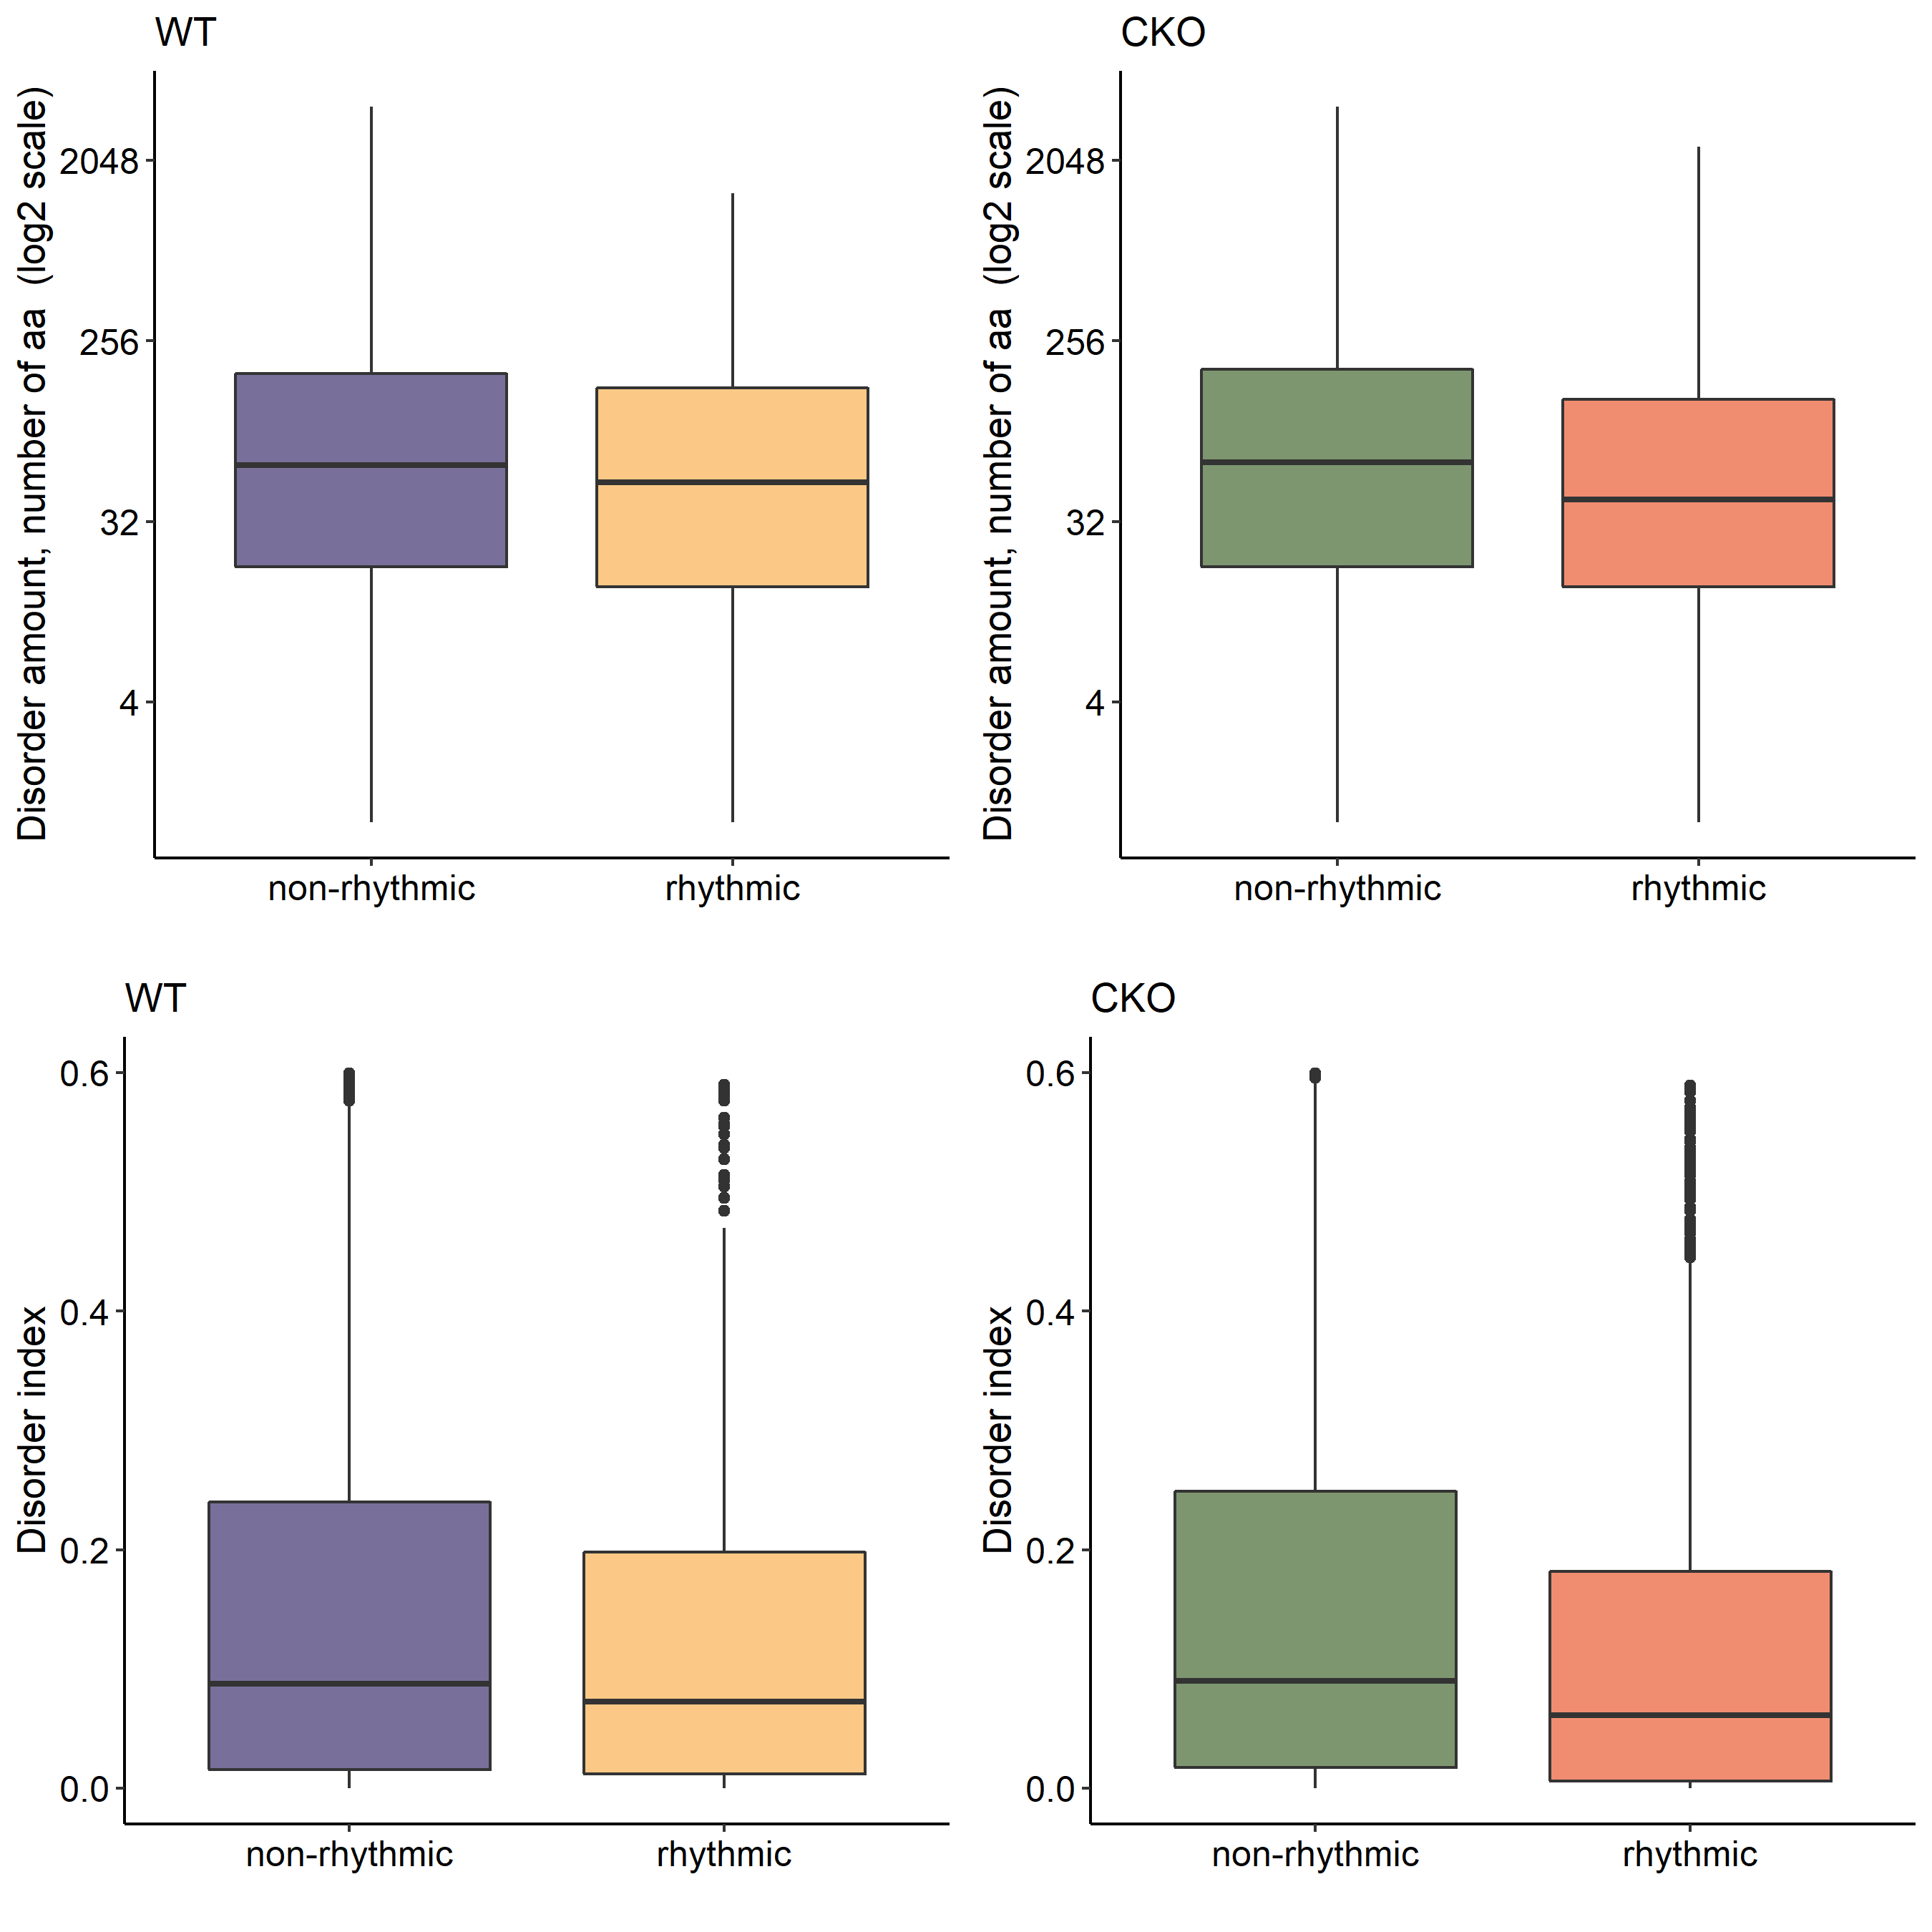 WT
Disorder amount, number of aa  (log2 scale)
2048
256
32
4
non-rhythmic
rhythmic
CKO
Disorder amount, number of aa  (log2 scale)
2048
256
32
4
non-rhythmic
rhythmic
WT
Disorder index
0.6
0.4
0.2
0.0
non-rhythmic
rhythmic
CKO
Disorder index
0.6
0.4
0.2
0.0
non-rhythmic
rhythmic